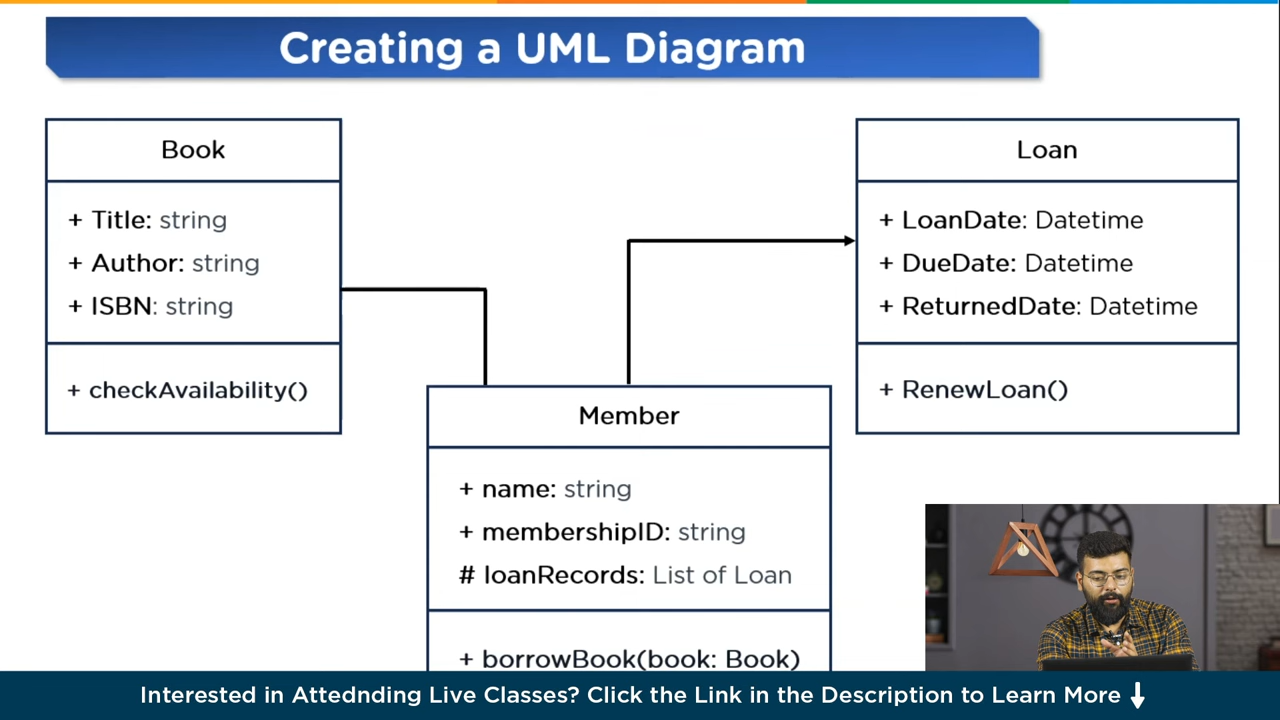 Creating a UML Diagram
Book
+ Title: string
+ Author: string
+ ISBN: string
+ checkAvailability()
Loan
+ LoanDate: Datetime
+ DueDate: Datetime
+ ReturnedDate: Datetime
+ RenewLoan()
Member
+ name: string
+ membershipID: string
# loanRecords: List of Loan
+ borrowBook(book: Book)
Interested in Attednding Live Classes? Click the Link in the Description to Learn More